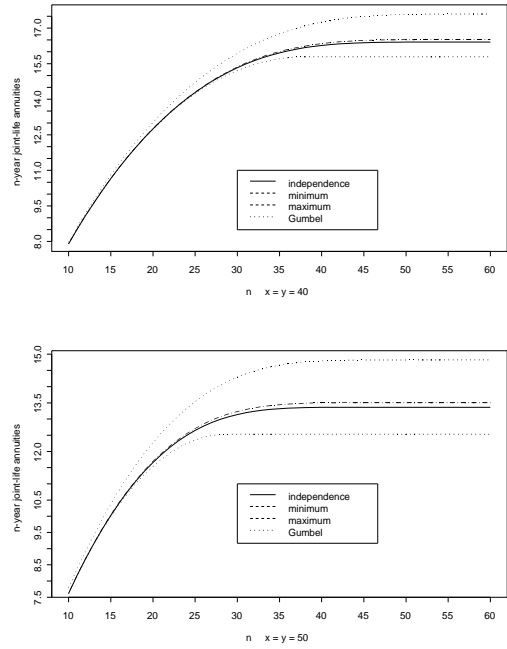 n-year joint-life annuities
17.0
15.5
14.0
12.5
11.0
9.5
8.0
independence
minimum
maximum
Gumbel
10 15 20 25 30 35 40 45 50 55 60
n x = y = 40
n-year joint-life annuities
15.0
13.5
12.0
10.5
9.5
8.5
7.5
independence
minimum
maximum
Gumbel
10 15 20 25 30 35 40 45 50 55 60
n x = y = 50